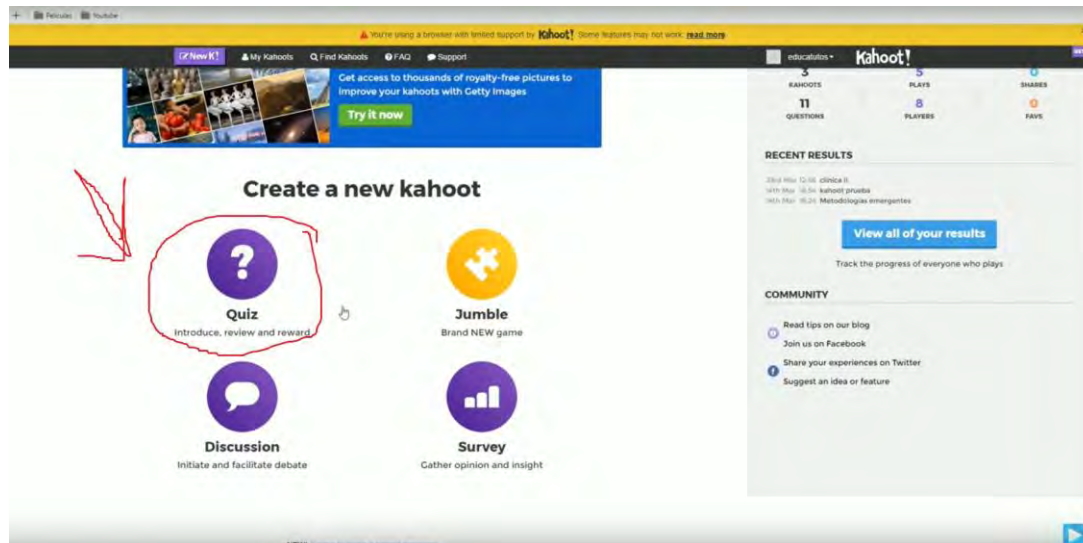 Peliculas Youtube
You're using a browser with limited support by Kahoot! Some features may not work. read more
New K! My Kahoots Find Kahoots FAQ Support educatutos Kahoot!
Get access to thousands of royalty-free pictures to
improve your kahoots with Getty Images
Try it now
3 5 0
KAHOOTS PLAYS SHARES
11 8 0
QUESTIONS PLAYERS FAVS
Create a new kahoot
Quiz
Introduce, review and reward
Jumble
Brand NEW game
Discussion
Initiate and facilitate debate
Survey
Gather opinion and insight
RECENT RESULTS
clinica II
kahoot prueba
Metodologias emergentes
View all of your results
Track the progress of everyone who plays
COMMUNITY
Read tips on our blog
Join us on Facebook
Share your experiences on Twitter
Suggest an idea or feature